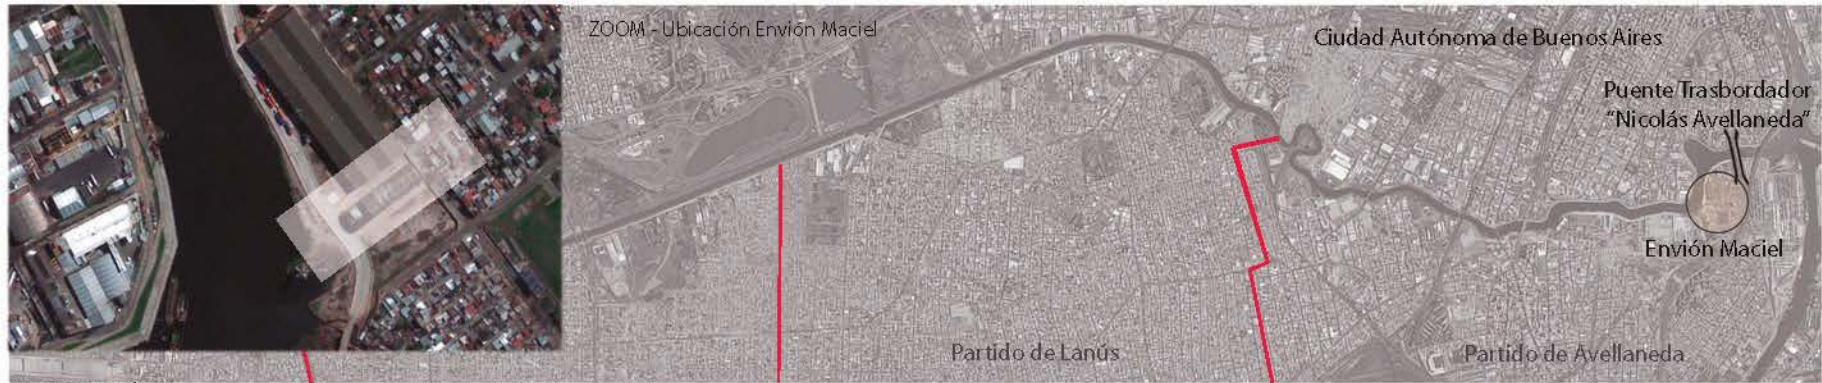 ZOOM - Ubicación Envión Maciel
Ciudad Autónoma de Buenos Aires
Puente Trasbordador
"Nicolás Avellaneda"
Envión Maciel
Partido de Lanús
Partido de Avellaneda